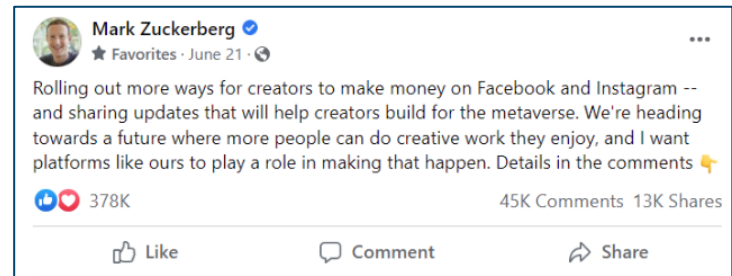 Mark Zuckerberg
Favorites · June 21 ·
Rolling out more ways for creators to make money on Facebook and Instagram --
and sharing updates that will help creators build for the metaverse. We're heading
towards a future where more people can do creative work they enjoy, and I want
platforms like ours to play a role in making that happen. Details in the comments 👇
378K 45K Comments 13K Shares
Like Comment Share